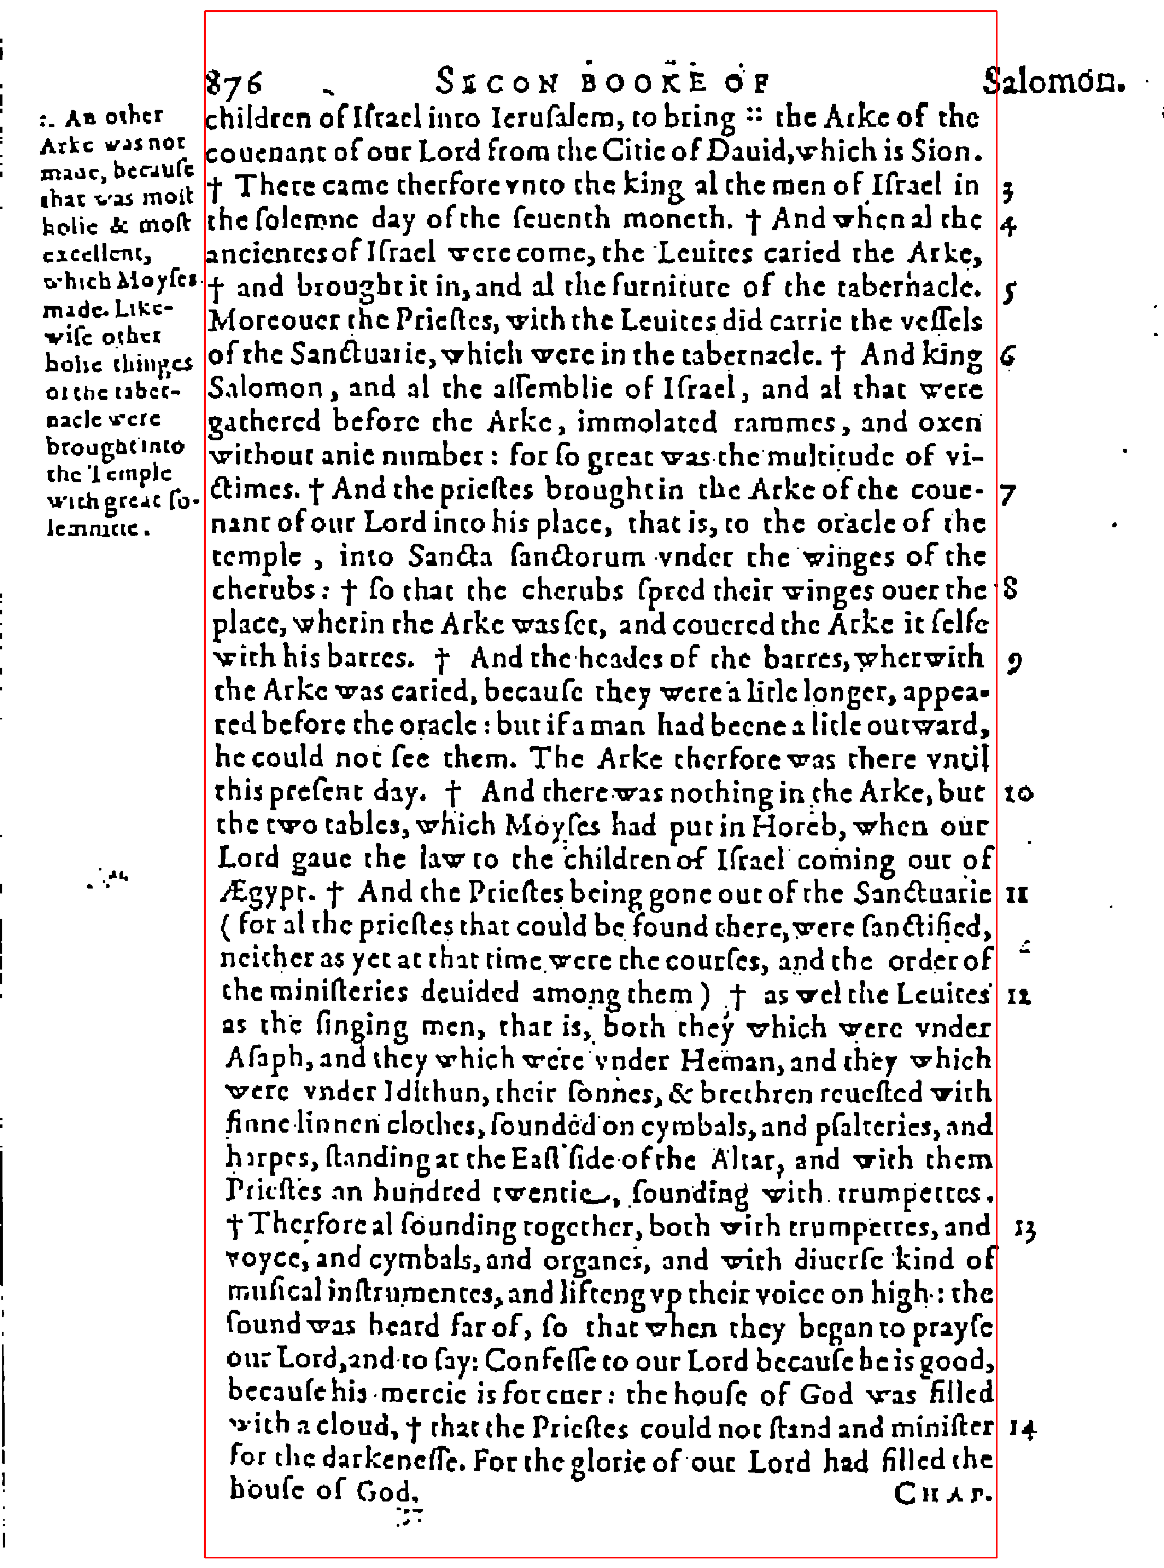 876 SECON BOOKE OF Salomon.
:. An other
Arke was not
made, becauſe
that was moſt
holie & moſt
excellent,
which Moyſes
made. Like-
wiſe other
holie thinges
of the taber-
nacle were
brought into
the Temple
with great ſo-
lemnitie.
children of Iſrael into Ieruſalem, to bring :: the Arke of the
couenant of our Lord from the Citie of Dauid, which is Sion.
† There came therfore vnto the king al the men of Iſrael in 3
the ſolemne day of the ſeuenth moneth. † And when al the 4
ancientes of Iſrael were come, the Leuites caried the Arke,
† and brought it in, and al the furniture of the tabernacle. 5
Moreouer the Prieſtes, with the Leuites did carrie the veſſels
of the Sanctuarie, which were in the tabernacle. † And king 6
Salomon, and al the aſſemblie of Iſrael, and al that were
gathered before the Arke, immolated rammes, and oxen
without anie number: for ſo great was the multitude of vi-
ctimes. † And the prieſtes brought in the Arke of the coue- 7
nant of our Lord into his place, that is, to the oracle of the
temple, into Sancta ſanctorum vnder the winges of the
cherubs: † ſo that the cherubs ſpred their winges ouer the 8
place, wherin the Arke was ſet, and couered the Arke it ſelfe
with his barres. † And the heades of the barres, wherwith 9
the Arke was caried, becauſe they were a litle longer, appea-
red before the oracle: but if a man had beene a litle outward,
he could not ſee them. The Arke therfore was there vntil
this preſent day. † And there was nothing in the Arke, but 10
the two tables, which Moyſes had put in Horeb, when our
Lord gaue the law to the children of Iſrael coming out of
Ægypt. † And the Prieſtes being gone out of the Sanctuarie 11
(for al the prieſtes that could be found there, were ſanctified,
neither as yet at that time were the courſes, and the order of
the miniſteries deuided among them) † as wel the Leuites 12
as the ſinging men, that is, both they which were vnder
Aſaph, and they which were vnder Heman, and they which
were vnder Idithun, their ſonnes, & brethren reueſted with
finne linnen clothes, ſounded on cymbals, and pſalteries, and
harpes, ſtanding at the Eaſt ſide of the Altar, and with them
Prieſtes an hundred twentie, ſounding with trumpettes.
† Therfore al ſounding together, both with trumpettes, and 13
voyce, and cymbals, and organes, and with diuerſe kind of
muſical inſtrumentes, and lifteng vp their voice on high: the
ſound was heard far of, ſo that when they began to prayſe
our Lord, and to ſay: Confeſſe to our Lord becauſe he is good,
becauſe his mercie is for euer: the houſe of God was filled
with a cloud, † that the Prieſtes could not ſtand and miniſter 14
for the darkeneſſe. For the glorie of our Lord had filled the
houſe of God.
CHAP.